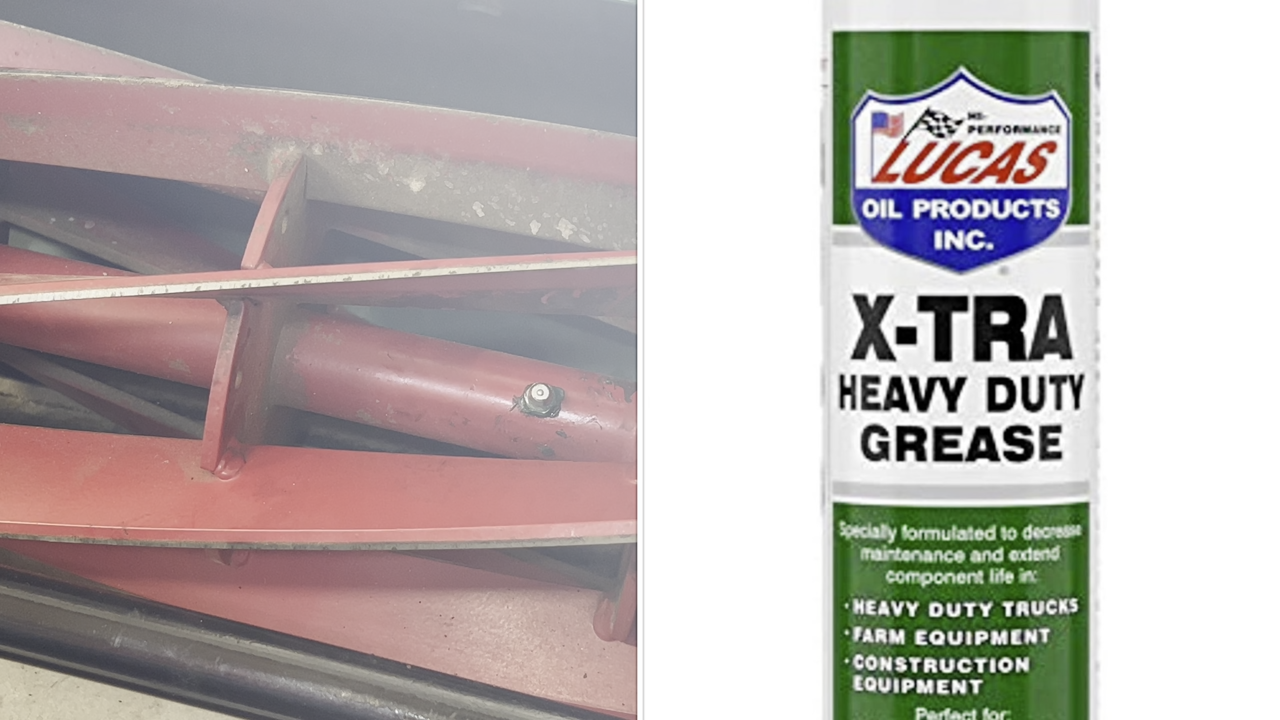 HI-
PERFORMANCE
LUCAS
OIL PRODUCTS
INC.
®
X-TRA
HEAVY DUTY
GREASE
Specially formulated to decrease
maintenance and extend
component life in:
· HEAVY DUTY TRUCKS
· FARM EQUIPMENT
· CONSTRUCTION
EQUIPMENT
Perfect for: